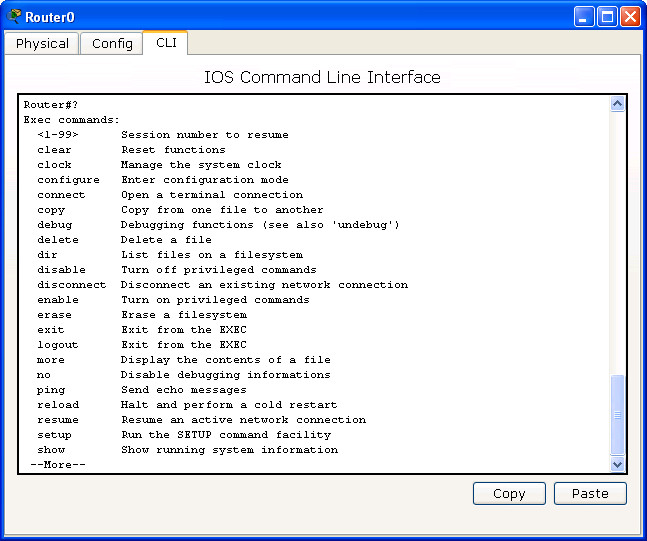 Router0
Physical Config CLI
IOS Command Line Interface
Router#?
Exec commands:
<1-99> Session number to resume
clear Reset functions
clock Manage the system clock
configure Enter configuration mode
connect Open a terminal connection
copy Copy from one file to another
debug Debugging functions (see also 'undebug')
delete Delete a file
dir List files on a filesystem
disable Turn off privileged commands
disconnect Disconnect an existing network connection
enable Turn on privileged commands
erase Erase a filesystem
exit Exit from the EXEC
logout Exit from the EXEC
more Display the contents of a file
no Disable debugging informations
ping Send echo messages
reload Halt and perform a cold restart
resume Resume an active network connection
setup Run the SETUP command facility
show Show running system information
--More--
Copy Paste